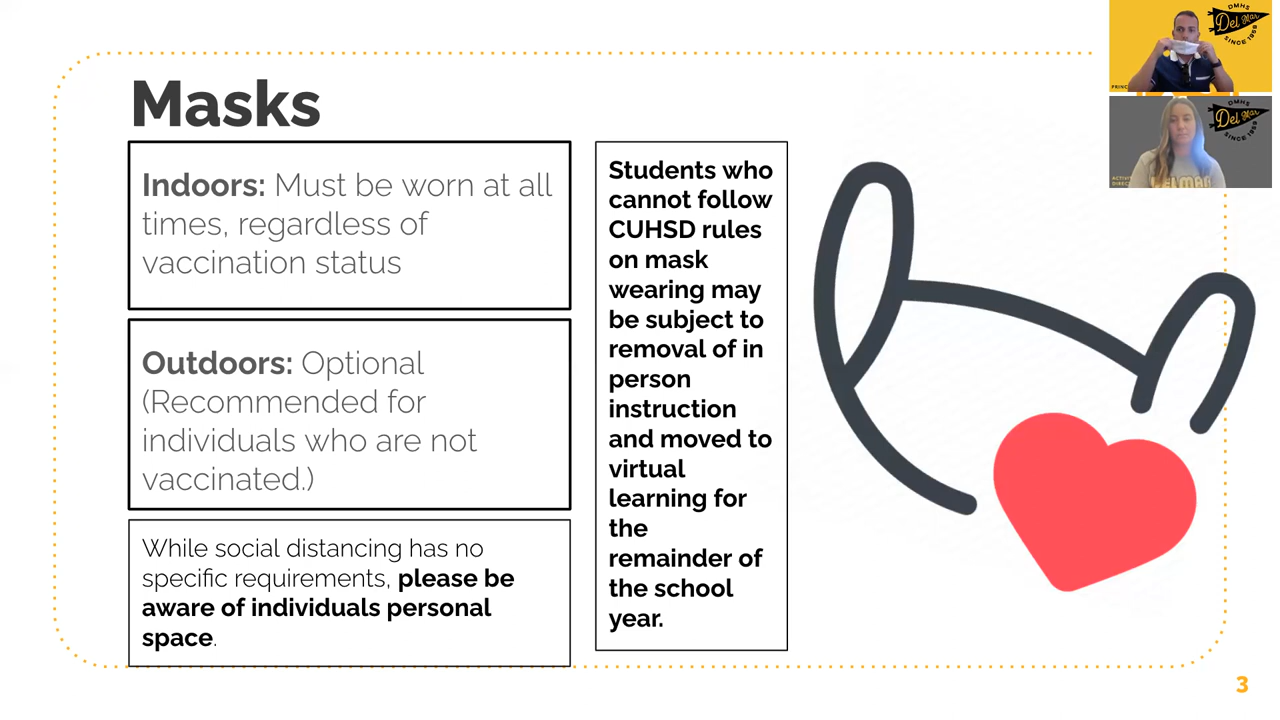 Masks
Indoors: Must be worn at all
times, regardless of
vaccination status
Outdoors: Optional
(Recommended for
individuals who are not
vaccinated.)
While social distancing has no
specific requirements, please be
aware of individuals personal
space.
Students who
cannot follow
CUHSD rules
on mask
wearing may
be subject to
removal of in
person
instruction
and moved to
virtual
learning for
the
remainder of
the school
year.
DMHS
Del Mar
SINCE 1959
PRINC
DMHS
Del Mar
SINCE 1959
ACTIVI
DIREC
DELMAR
3